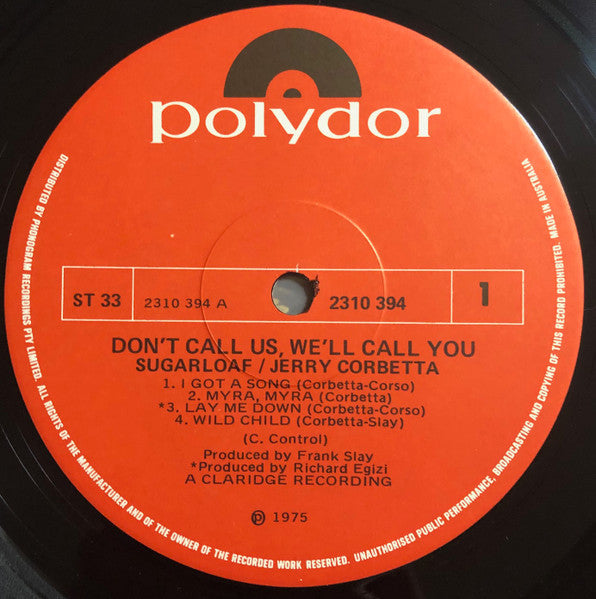 polydor
ST 33
2310 394 A
2310 394
1
DON'T CALL US, WE'LL CALL YOU
SUGARLOAF / JERRY CORBETTA
1. I GOT A SONG (Corbetta-Corso)
2. MYRA, MYRA (Corbetta)
*3. LAY ME DOWN (Corbetta-Corso)
4. WILD CHILD (Corbetta-Slay)
(C. Control)
Produced by Frank Slay
*Produced by Richard Egizi
A CLARIDGE RECORDING
℗ 1975
DISTRIBUTED BY PHONOGRAM RECORDINGS PTY LIMITED. ALL RIGHTS OF THE MANUFACTURER AND OF THE OWNER OF THE RECORDED WORK RESERVED. UNAUTHORISED PUBLIC PERFORMANCE, BROADCASTING AND COPYING OF THIS RECORD PROHIBITED. MADE IN AUSTRALIA